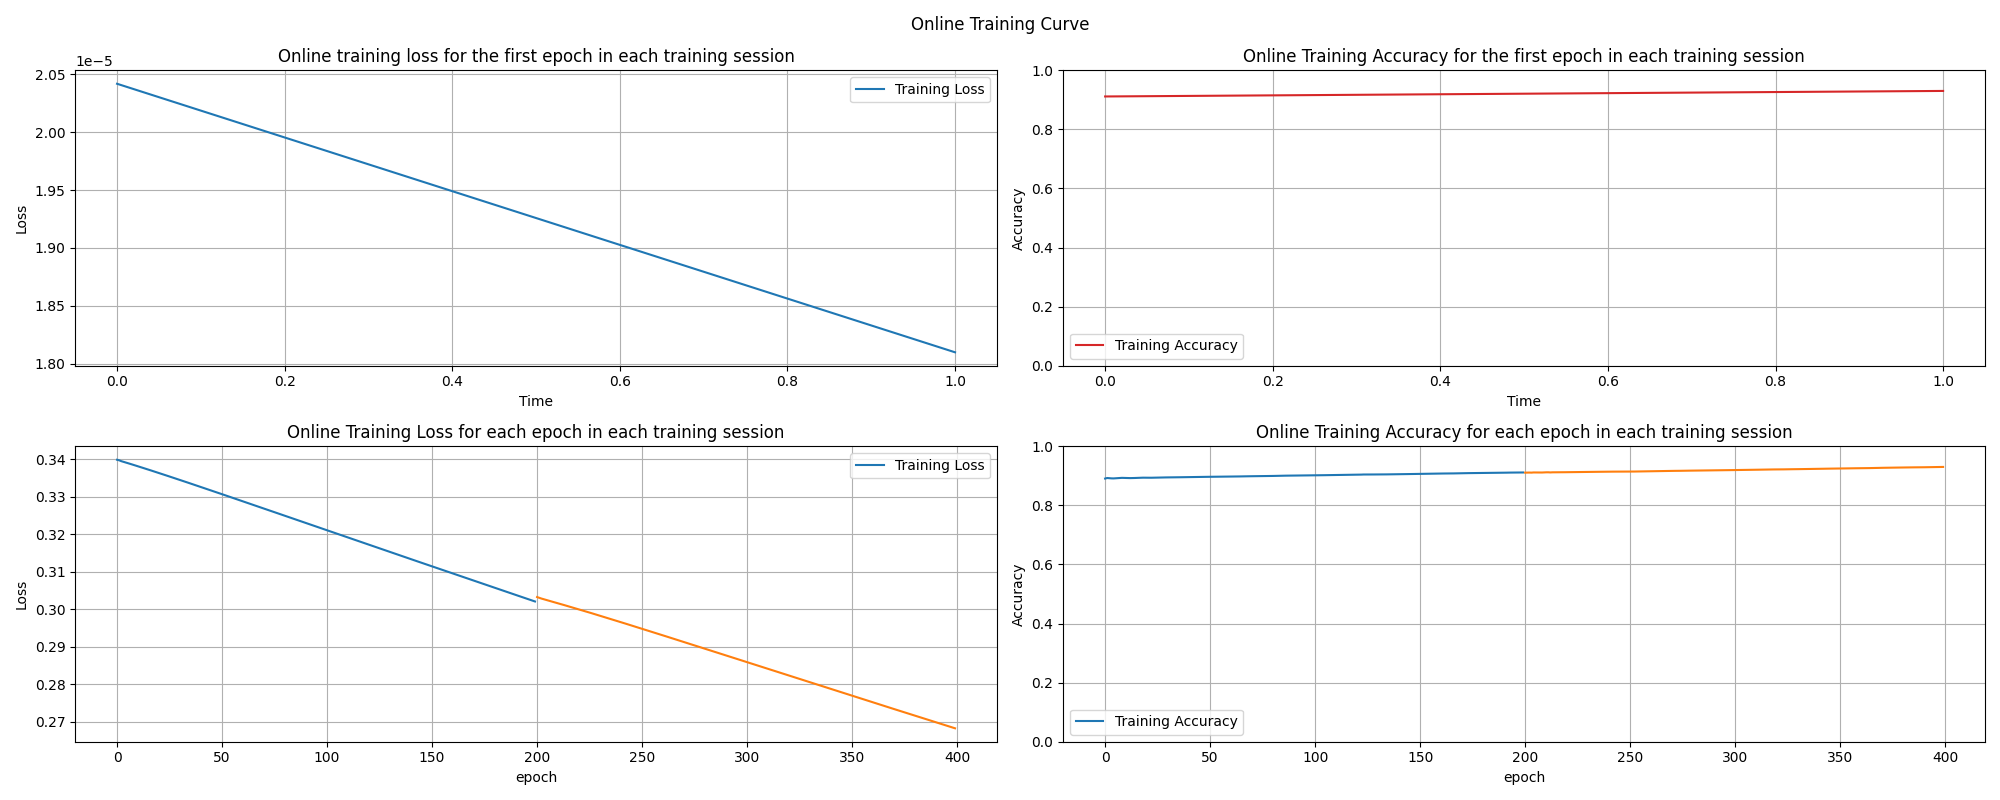 Online Training Curve
Online training loss for the first epoch in each training session
1e−5
2.05
2.00
1.95
1.90
1.85
1.80
Loss
Training Loss
0.0 0.2 0.4 0.6 0.8 1.0
Time
Online Training Accuracy for the first epoch in each training session
1.0
0.8
0.6
0.4
0.2
0.0
Accuracy
Training Accuracy
0.0 0.2 0.4 0.6 0.8 1.0
Time
Online Training Loss for each epoch in each training session
0.34
0.33
0.32
0.31
0.30
0.29
0.28
0.27
Loss
Training Loss
0 50 100 150 200 250 300 350 400
epoch
Online Training Accuracy for each epoch in each training session
1.0
0.8
0.6
0.4
0.2
0.0
Accuracy
Training Accuracy
0 50 100 150 200 250 300 350 400
epoch